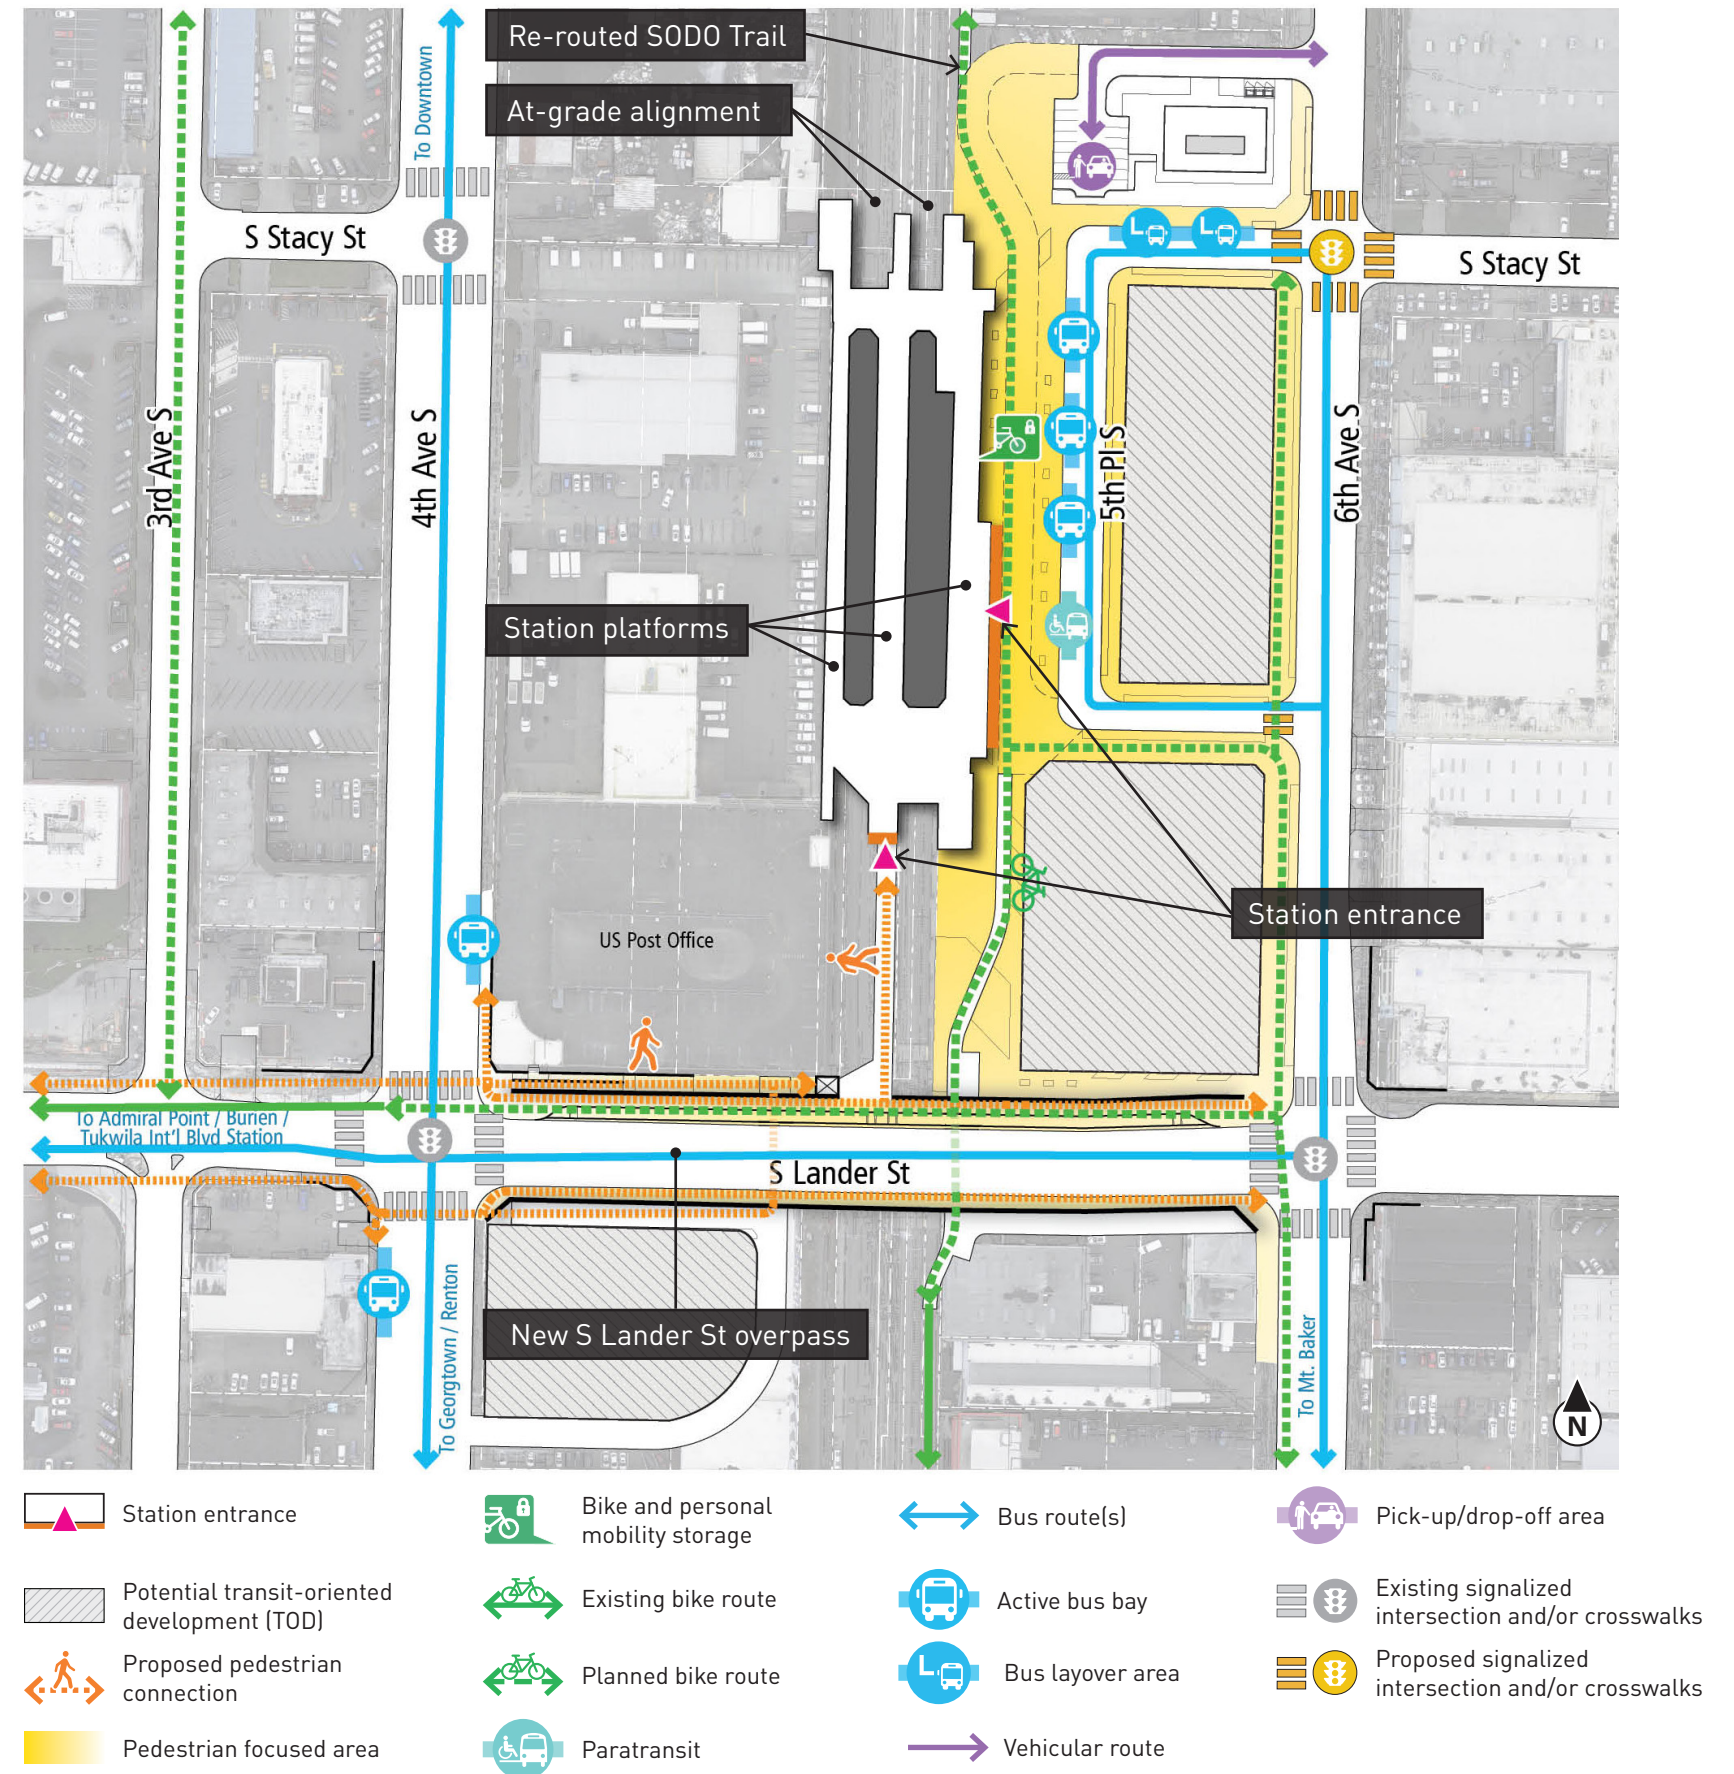 Re-routed SODO Trail
At-grade alignment
To Downtown
S Stacy St
S Stacy St
3rd Ave S
4th Ave S
5th Pl S
6th Ave S
Station platforms
US Post Office
Station entrance
To Admiral Point / Burien /
Tukwila Int'l Blvd Station
S Lander St
New S Lander St overpass
To Georgtown / Renton
To Mt. Baker
N
L
L
Station entrance
Potential transit-oriented
development (TOD)
Proposed pedestrian
connection
Pedestrian focused area
Bike and personal
mobility storage
Existing bike route
Planned bike route
Paratransit
Bus route(s)
Active bus bay
L
Bus layover area
Vehicular route
Pick-up/drop-off area
Existing signalized
intersection and/or crosswalks
Proposed signalized
intersection and/or crosswalks